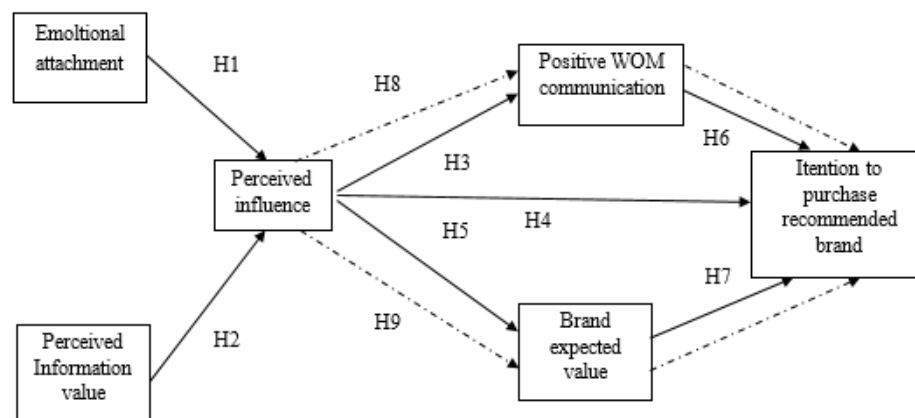 Emoltional
attachment
H1
H8
Positive WOM
communication
H6
H3
Perceived
influence
Itention to
purchase
recommended
brand
H4
H5
H7
H2
H9
Brand
expected
value
Perceived
Information
value